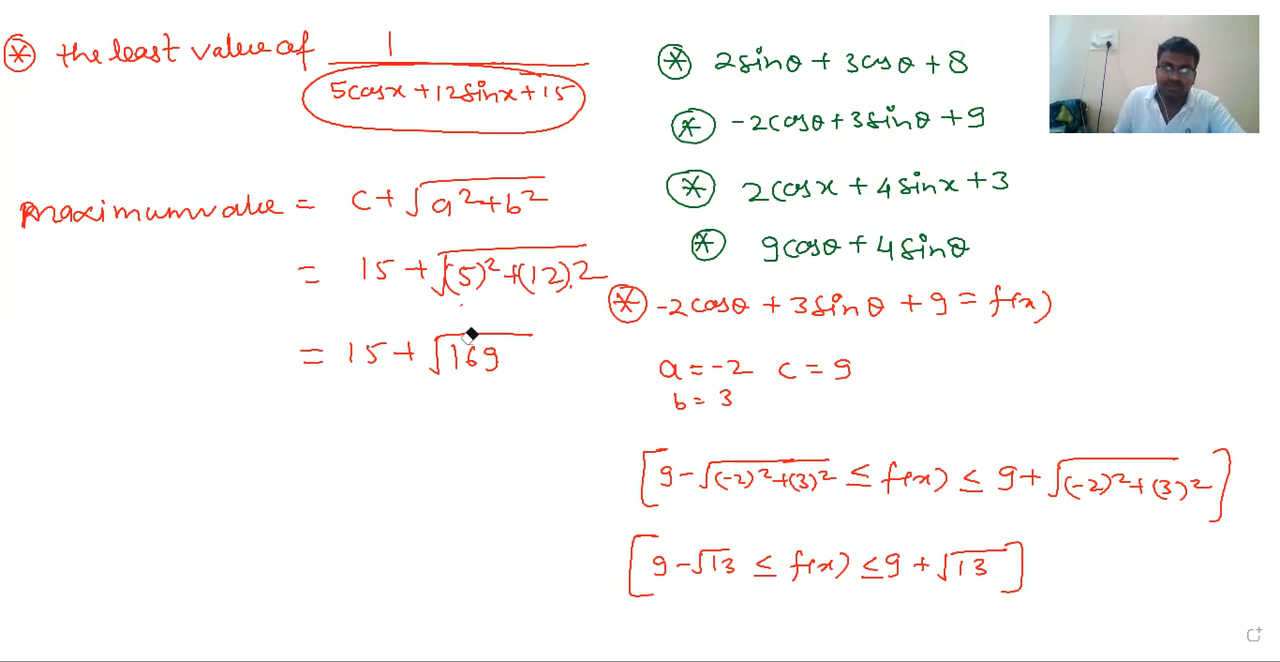 * the least value of 1 / 5cosx + 12sinx + 15
maximum value = c + √a² + b²
= 15 + √(5)² + (12)²
= 15 + √169
* 2sinθ + 3cosθ + 8
* -2cosθ + 3sinθ + 9
* 2cosx + 4sinx + 3
* 9cosθ + 4sinθ
* -2cosθ + 3sinθ + 9 = f(x)
a = -2 c = 9
b = 3
[9 - √(-2)² + (3)² ≤ f(x) ≤ 9 + √(-2)² + (3)²]
[9 - √13 ≤ f(x) ≤ 9 + √13]